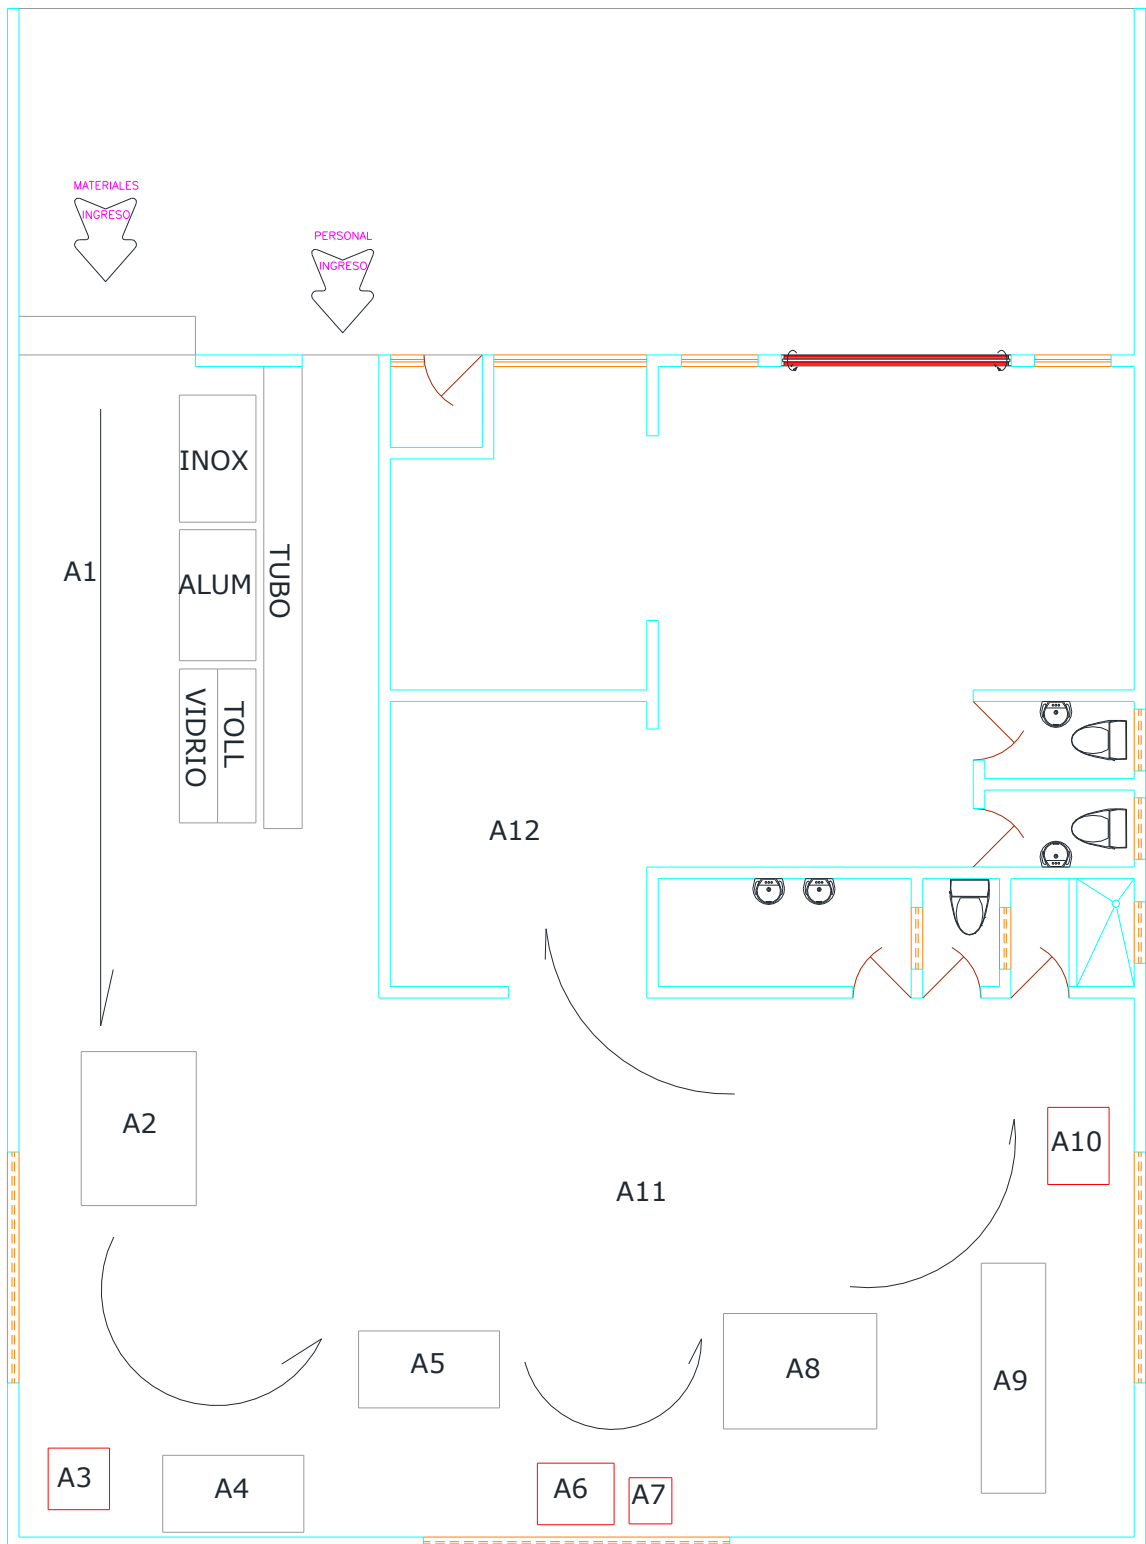 MATERIALES
INGRESO
PERSONAL
INGRESO
INOX
A1
ALUM
TUBO
VIDRIO
TOLL
A12
A2
A10
A11
A5
A8
A9
A3
A4
A6
A7